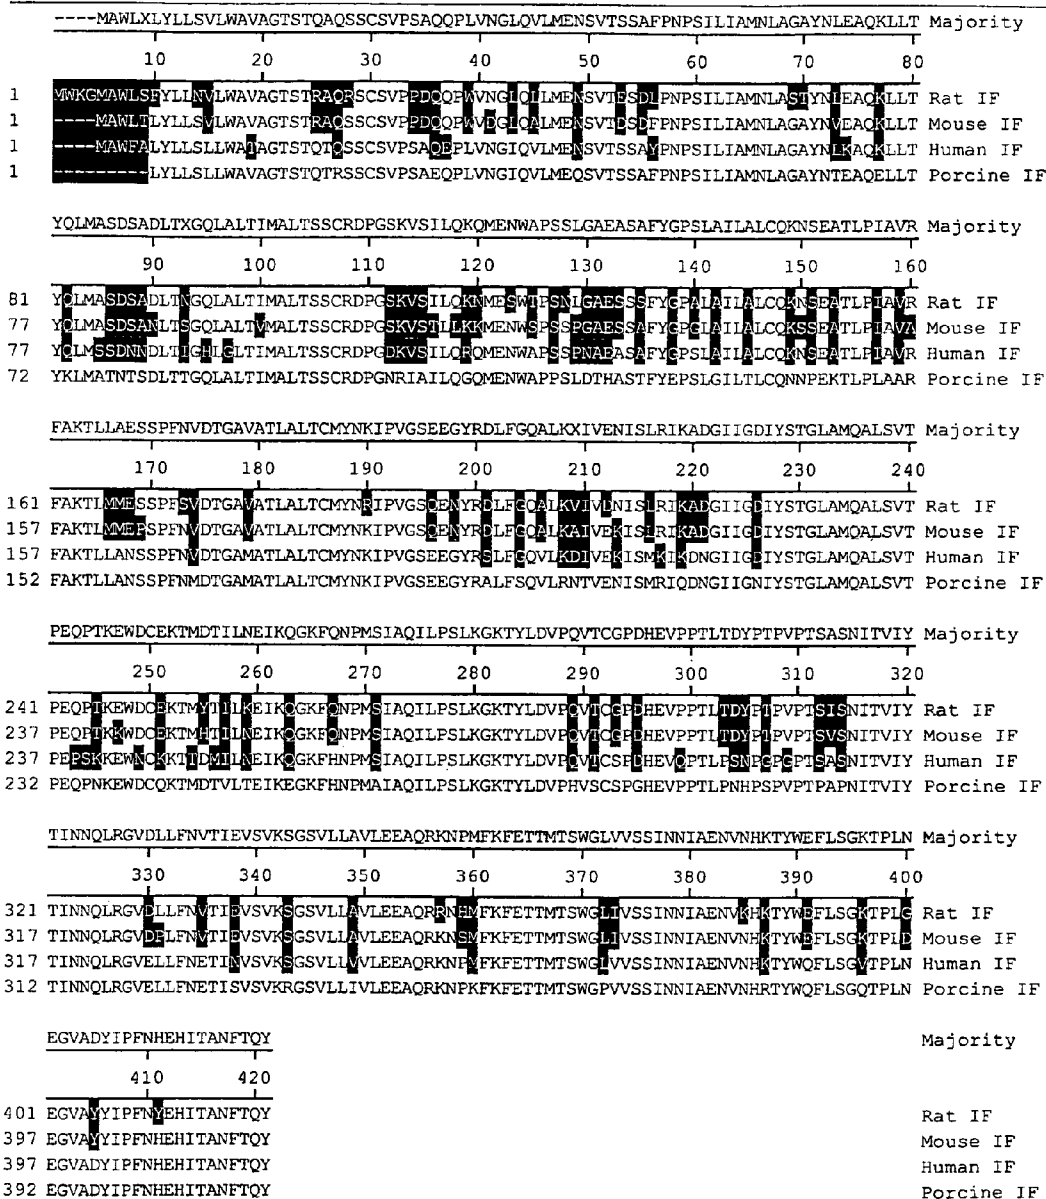 ----MAWLXLYLLSVLWAVAGTSTQAQSSCSVPSAQQPLVNGLQVLMENSVTSSAFPNPSILIAMNLAGAYNLEAQKLLT Majority
10 20 30 40 50 60 70 80
1 MWKGMAWLSFYLLNVLWAVAGTSTRAQRSCSVPPDQQPWVNGLQLLMENSVTESDLPNPSILIAMNLASTYNLEAQKLLT Rat IF
1 ----MAWLTLYLLSVLWAVAGTSTRAQSSCSVPPDQQPWVDGLQALMENSVTDSDFPNPSILIAMNLAGAYNVEAQKLLT Mouse IF
1 ----MAWFALYLLSLLWATAGTSTQTQSSCSVPSAQEPLVNGIQVLMENSVTSSAYPNPSILIAMNLAGAYNLKAQKLLT Human IF
1 ---------LYLLSLLWAVAGTSTQTRSSCSVPSAEQPLVNGIQVLMEQSVTSSAFPNPSILIAMNLAGAYNTEAQELLT Porcine IF
YQLMASDSADLTXGQLALTIMALTSSCRDPGSKVSILQKQMENWAPSSLGAEASAFYGPSLAILALCQKNSEATLPIAVR Majority
90 100 110 120 130 140 150 160
81 YQLMASDSADLTNGQLALTIMALTSSCRDPGSKVSILQKNMESWTPSNLGAESSSFYGPALAILALCQKNSEATLPIAVR Rat IF
77 YQLMASDSANLTSGQLALTVMALTSSCRDPGSKVSTLLKKMENWSPSSPGAESSAFYGPGLAILALCQKSSEATLPIAVA Mouse IF
77 YQLMSSDNNDLTIGHLGLTIMALTSSCRDPGDKVSILQRQMENWAPSSPNAEASAFYGPSLAILALCQKNSEATLPIAVR Human IF
72 YKLMATNTSDLTTGQLALTIMALTSSCRDPGNRIAILQGQMENWAPPSLDTHASTFYEPSLGILTLCQNNPEKTLPLAAR Porcine IF
FAKTLLAESSPFNVDTGAVATLALTCMYNKIPVGSEEGYRDLFGQALKXIVENISLRIKADGIIGDIYSTGLAMQALSVT Majority
170 180 190 200 210 220 230 240
161 FAKTLMMESSPFSVDTGAVATLALTCMYNRIPVGSQENYRDLFGQALKVIVDNISLRIKADGIIGDIYSTGLAMQALSVT Rat IF
157 FAKTLMMEPSPFNVDTGAVATLALTCMYNKIPVGSQENYRDLFGQALKAIVEKISLRIKADGIIGDIYSTGLAMQALSVT Mouse IF
157 FAKTLLANSSPFNVDTGAMATLALTCMYNKIPVGSEEGYRSLFGQVLKDIVEKISMKIKDNGIIGDIYSTGLAMQALSVT Human IF
152 FAKTLLANSSPFNMDTGAMATLALTCMYNKIPVGSEEGYRALFSQVLRNTVENISMRIQDNGIIGNIYSTGLAMQALSVT Porcine IF
PEQPTKEWDCEKTMDTILNEIKQGKFQNPMSIAQILPSLKGKTYLDVPQVTCGPDHEVPPTLTDYPTPVPTSASNITVIY Majority
250 260 270 280 290 300 310 320
241 PEQPTKEWDCEKTMYTILKEIKQGKFQNPMSIAQILPSLKGKTYLDVPQVTCGPDHEVPPTLTDYPTPVPTSISNITVIY Rat IF
237 PEQPTKKWDCEKTMHTILNEIKQGKFQNPMSIAQILPSLKGKTYLDVPQVTCGPDHEVPPTLTDYPTPVPTSVSNITVIY Mouse IF
237 PEPSKKEWNCKKTTDMILNEIKQGKFHNPMSIAQILPSLKGKTYLDVPQVTCSPDHEVQPTLPSNPGPGPTSASNITVIY Human IF
232 PEQPNKEWDCQKTMDTVLTEIKEGKFHNPMAIAQILPSLKGKTYLDVPHVSCSPGHEVPPTLPNHPSPVPTPAPNITVIY Porcine IF
TINNQLRGVDLLFNVTIEVSVKSGSVLLAVLEEAQRKNPMFKFETTMTSWGLVVSSINNIAENVNHKTYWEFLSGKTPLN Majority
330 340 350 360 370 380 390 400
321 TINNQLRGVDLLFNVTIEVSVKSGSVLLAVLEEAQRRNHMFKFETTMTSWGLIVSSINNIAENVKHKTYWEFLSGKTPLG Rat IF
317 TINNQLRGVDPLFNVTIEVSVKSGSVLLAVLEEAQRKNSMFKFETTMTSWGLIVSSINNIAENVNHKTYWEFLSGKTPLD Mouse IF
317 TINNQLRGVELLFNETINVSVKSGSVLLVVLEEAQRKNPMFKFETTMTSWGLVVSSINNIAENVNHKTYWQFLSGVTPLN Human IF
312 TINNQLRGVELLFNETISVSVKRGSVLLIVLEEAQRKNPKFKFETTMTSWGPVVSSINNIAENVNHRTYWQFLSGQTPLN Porcine IF
EGVADYIPFNHEHITANFTQY Majority
410 420
401 EGVAYYIPFNYEHITANFTQY Rat IF
397 EGVAYYIPFNHEHITANFTQY Mouse IF
397 EGVADYIPFNHEHITANFTQY Human IF
392 EGVADYIPFNHEHITANFTQY Porcine IF